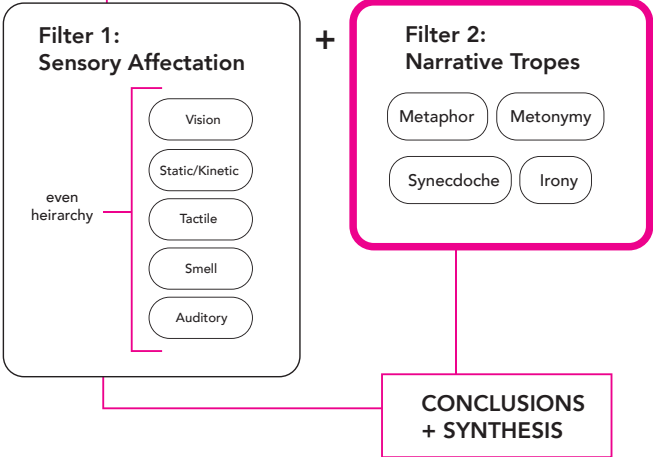 Filter 1:
Sensory Affectation
even
heirarchy
Vision
Static/Kinetic
Tactile
Smell
Auditory
+
Filter 2:
Narrative Tropes
Metaphor
Metonymy
Synecdoche
Irony
CONCLUSIONS
+ SYNTHESIS